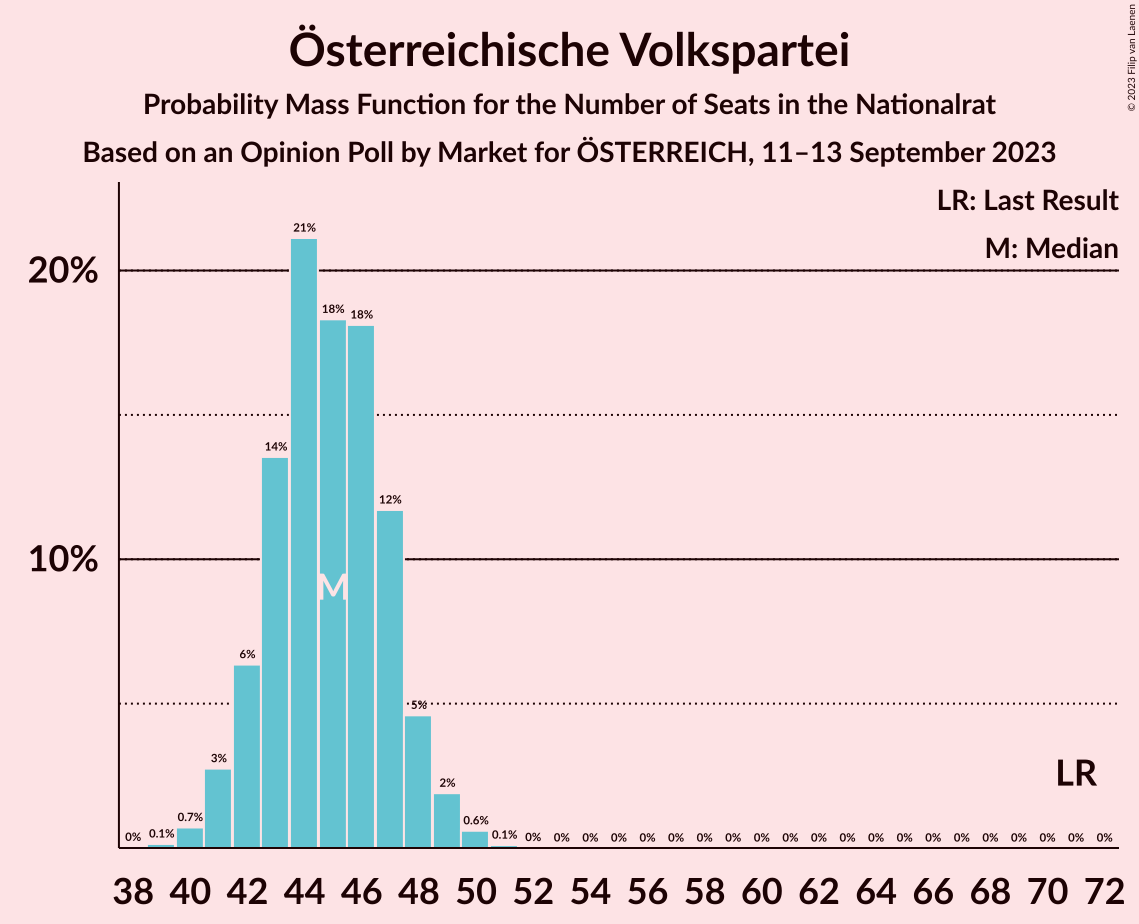 Österreichische Volkspartei
Probability Mass Function for the Number of Seats in the Nationalrat
Based on an Opinion Poll by Market for ÖSTERREICH, 11–13 September 2023
© 2023 Filip van Laenen
LR: Last Result
M: Median
20%
10%
0% 0.1% 0.7% 3% 6% 14% 21% 18% 18% 12% 5% 2% 0.6% 0.1% 0% 0% 0% 0% 0% 0% 0% 0% 0% 0% 0% 0% 0% 0% 0% 0% 0% 0% 0% 0% 0%
M
LR
38 40 42 44 46 48 50 52 54 56 58 60 62 64 66 68 70 72